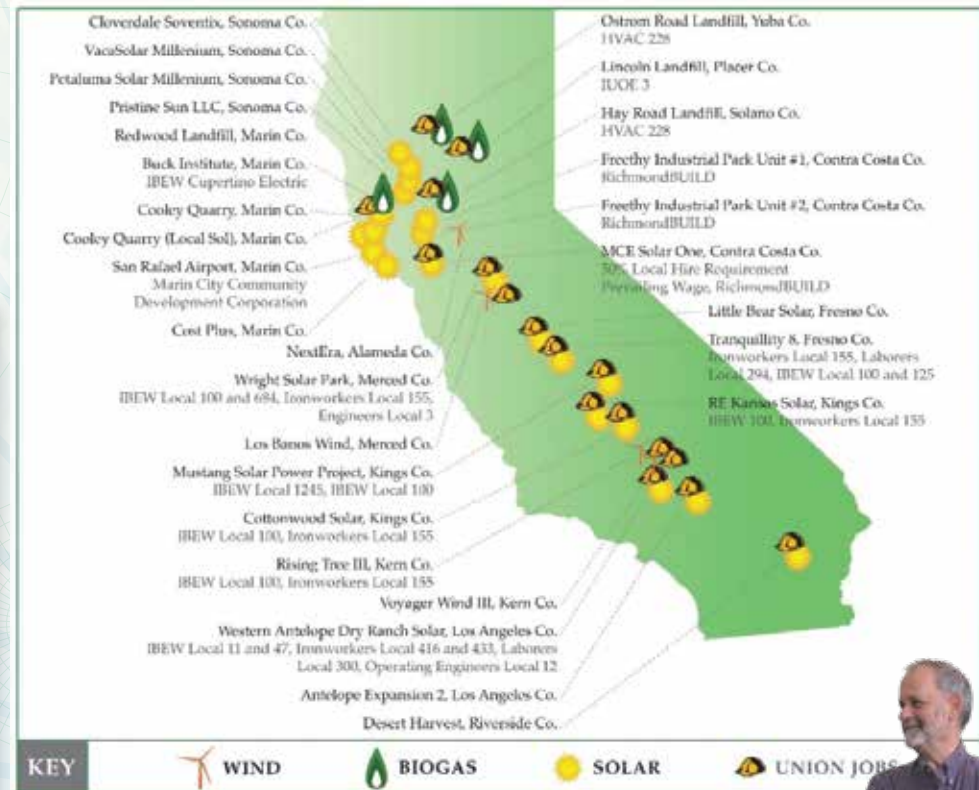 Cloverdale Soventix, Sonoma Co.
VacaSolar Millenium, Sonoma Co.
Petaluma Solar Millenium, Sonoma Co.
Pristine Sun LLC, Sonoma Co.
Redwood Landfill, Marin Co.
Buck Institute, Marin Co.
IBEW Cupertino Electric
Cooley Quarry, Marin Co.
Cooley Quarry (Local Sol), Marin Co.
San Rafael Airport, Marin Co.
Marin City Community
Development Corporation
Cost Plus, Marin Co.
NextEra, Alameda Co.
Wright Solar Park, Merced Co.
IBEW Local 100 and 684, Ironworkers Local 155,
Engineers Local 3
Los Banos Wind, Merced Co.
Mustang Solar Power Project, Kings Co.
IBEW Local 1245, IBEW Local 100
Cottonwood Solar, Kings Co.
IBEW Local 100, Ironworkers Local 155
Rising Tree III, Kern Co.
IBEW Local 100, Ironworkers Local 155
Voyager Wind III, Kern Co.
Western Antelope Dry Ranch Solar, Los Angeles Co.
IBEW Local 11 and 47, Ironworkers Local 416 and 433, Laborers
Local 300, Operating Engineers Local 12
Antelope Expansion 2, Los Angelos Co.
Desert Harvest, Riverside Co.
Ostrom Road Landfill, Yuba Co.
HVAC 228
Lincoln Landfill, Placer Co.
IUOE 3
Hay Road Landfill, Solano Co.
HVAC 228
Freethy Industrial Park Unit #1, Contra Costa Co.
RichmondBUILD
Freethy Industrial Park Unit #2, Contra Costa Co.
RichmondBUILD
MCE Solar One, Contra Costa Co.
50% Local Hire Requirement
Prevailing Wage, RichmondBUILD
Little Bear Solar, Fresno Co.
Tranquillity 8, Fresno Co.
Ironworkers Local 155, Laborers
Local 294, IBEW Local 100 and 125
RE Kansas Solar, Kings Co.
IBEW 100, Ironworkers Local 155
KEY
WIND
BIOGAS
SOLAR
UNION JOBS